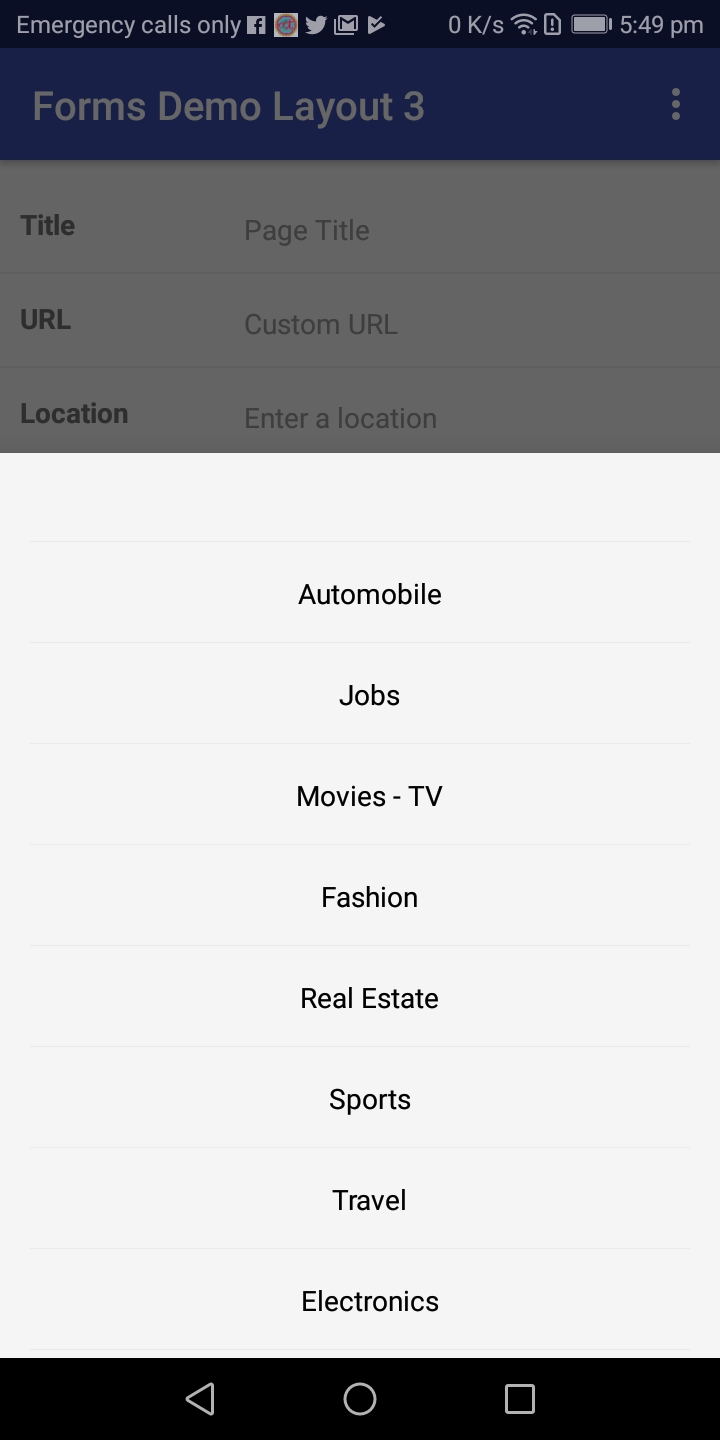 Emergency calls only 0 K/s 5:49 pm
Forms Demo Layout 3
Title Page Title
URL Custom URL
Location Enter a location
Automobile
Jobs
Movies - TV
Fashion
Real Estate
Sports
Travel
Electronics